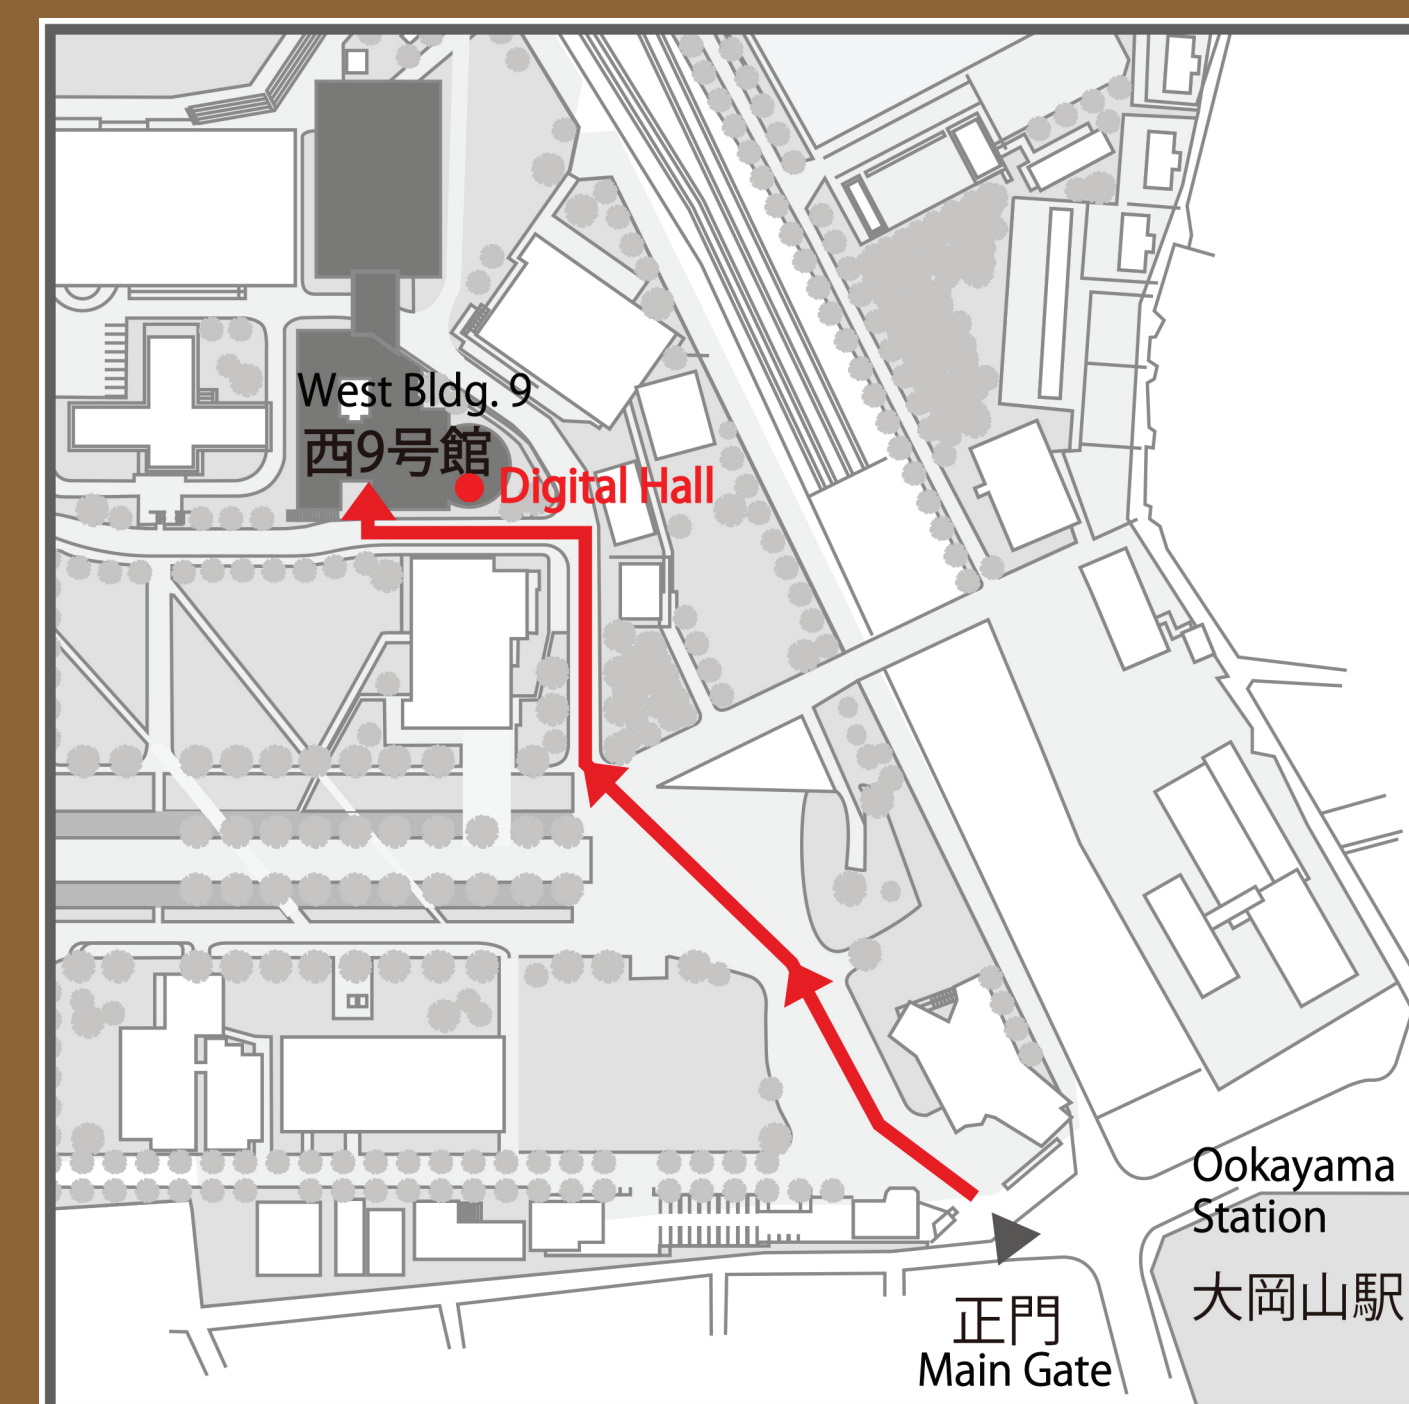 West Bldg. 9
西9号館
Digital Hall
Ookayama
Station
大岡山駅
正門
Main Gate